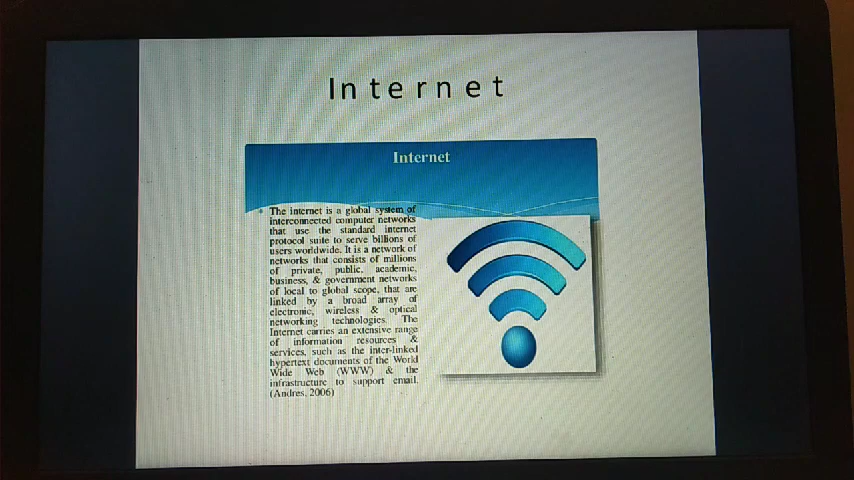 Internet
Internet
The internet is a global system of
interconnected computer networks
that use the standard internet
protocol suite to serve billions of
users worldwide. It is a network of
networks that consists of millions
of private, public, academic,
business, & government networks
of local to global scope, that are
linked by a broad array of
electronic, wireless & optical
networking technologies. The
Internet carries an extensive range
of information resources &
services, such as the inter-linked
hypertext documents of the World
Wide Web (WWW) & the
infrastructure to support email.
(Andres, 2006)